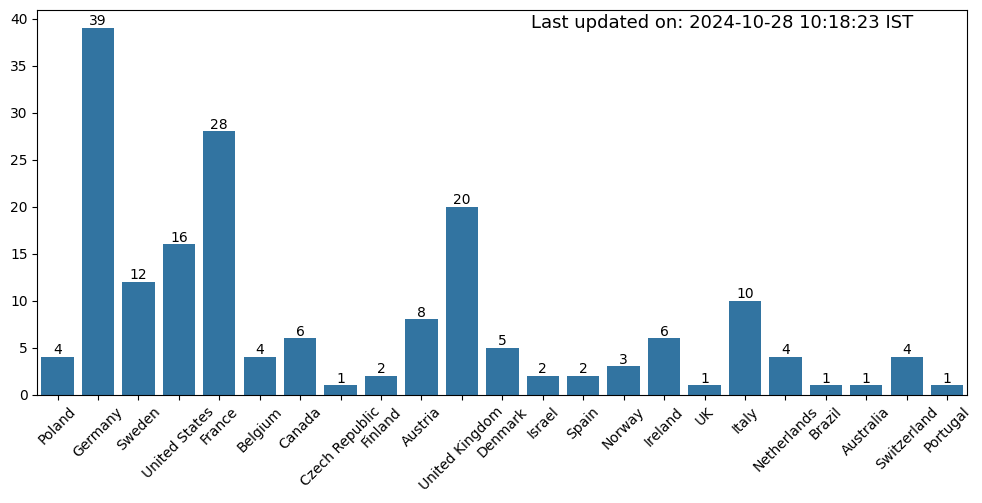 Last updated on: 2024-10-28 10:18:23 IST
40
35
30
25
20
15
10
5
0
4
39
12
16
28
4
6
1
2
8
20
5
2
2
3
6
1
10
4
1
1
4
1
Poland
Germany
Sweden
United States
France
Belgium
Canada
Czech Republic
Finland
Austria
United Kingdom
Denmark
Israel
Spain
Norway
Ireland
UK
Italy
Netherlands
Brazil
Australia
Switzerland
Portugal